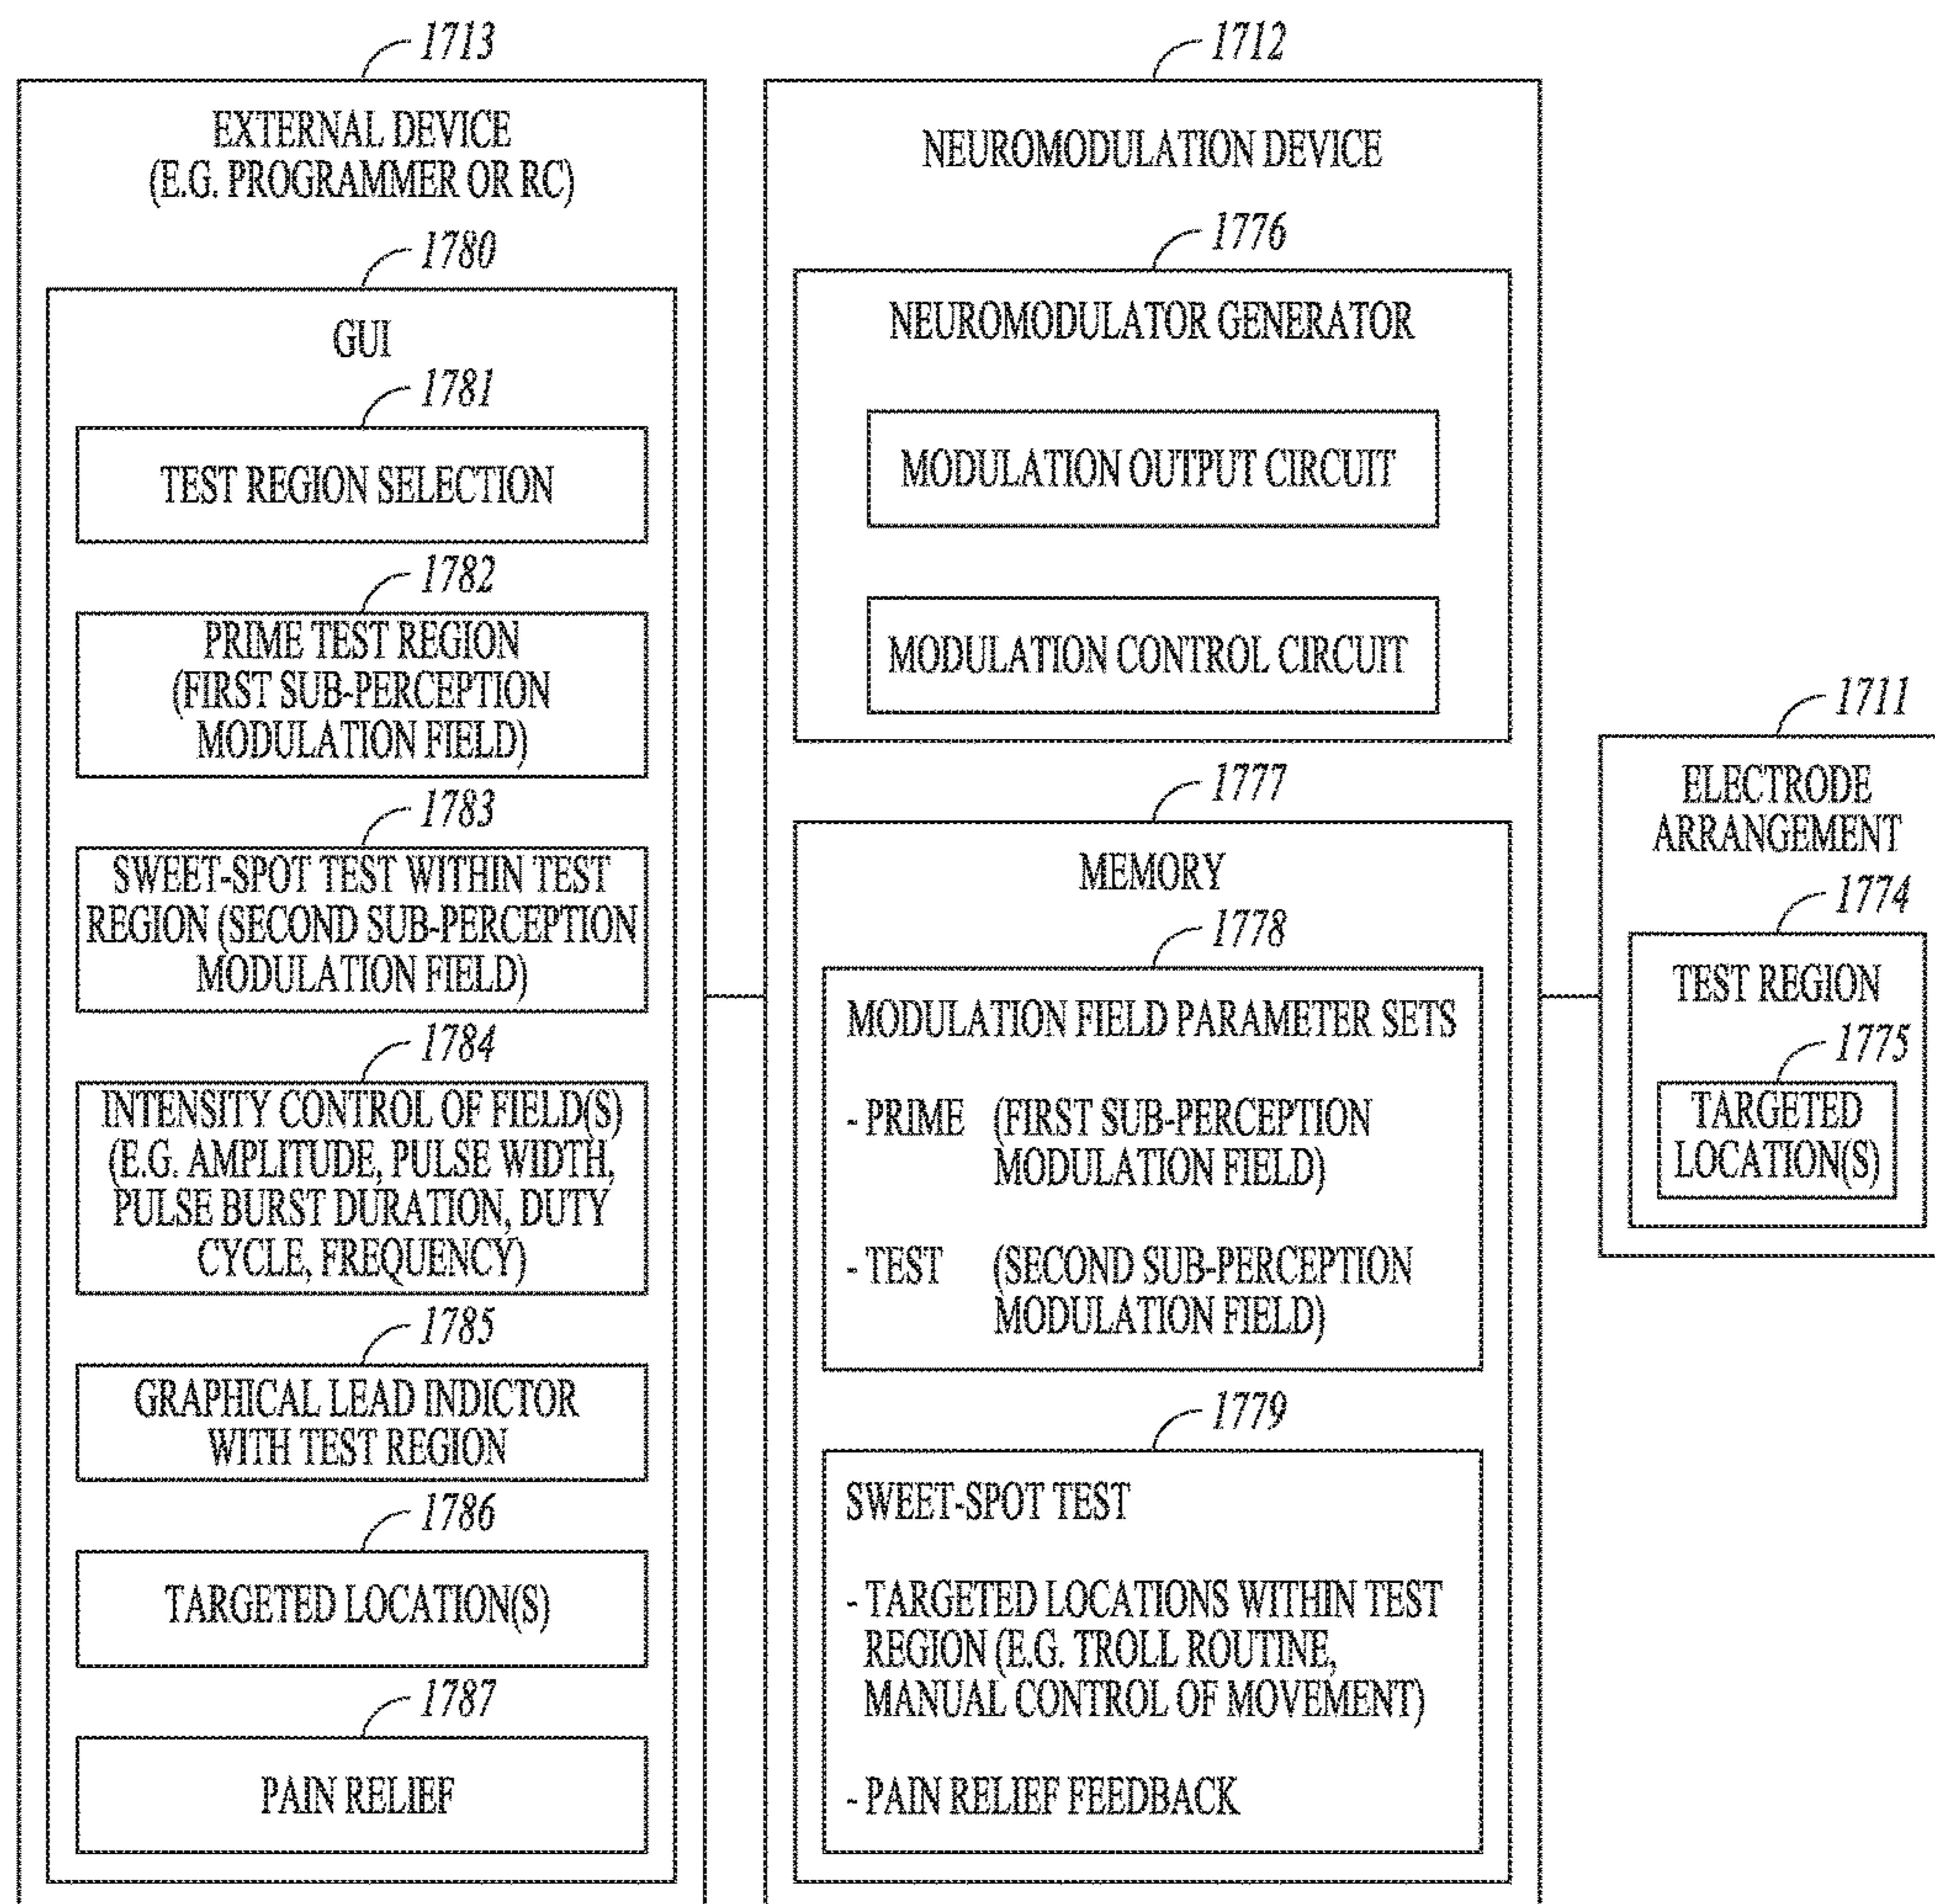 1713
EXTERNAL DEVICE
(E.G. PROGRAMMER OR RC)
1780
GUI
1781
TEST REGION SELECTION
1782
PRIME TEST REGION
(FIRST SUB-PERCEPTION
MODULATION FIELD)
1783
SWEET-SPOT TEST WITHIN TEST
REGION (SECOND SUB-PERCEPTION
MODULATION FIELD)
1784
INTENSITY CONTROL OF FIELD(S)
(E.G. AMPLITUDE, PULSE WIDTH,
PULSE BURST DURATION, DUTY
CYCLE, FREQUENCY)
1785
GRAPHICAL LEAD INDICTOR
WITH TEST REGION
1786
TARGETED LOCATION(S)
1787
PAIN RELIEF
1712
NEUROMODULATION DEVICE
1776
NEUROMODULATOR GENERATOR
MODULATION OUTPUT CIRCUIT
MODULATION CONTROL CIRCUIT
1777
MEMORY
1778
MODULATION FIELD PARAMETER SETS
- PRIME (FIRST SUB-PERCEPTION
MODULATION FIELD)
- TEST (SECOND SUB-PERCEPTION
MODULATION FIELD)
1779
SWEET-SPOT TEST
- TARGETED LOCATIONS WITHIN TEST
REGION (E.G. TROLL ROUTINE,
MANUAL CONTROL OF MOVEMENT)
- PAIN RELIEF FEEDBACK
1711
ELECTRODE
ARRANGEMENT
1774
TEST REGION
1775
TARGETED
LOCATION(S)